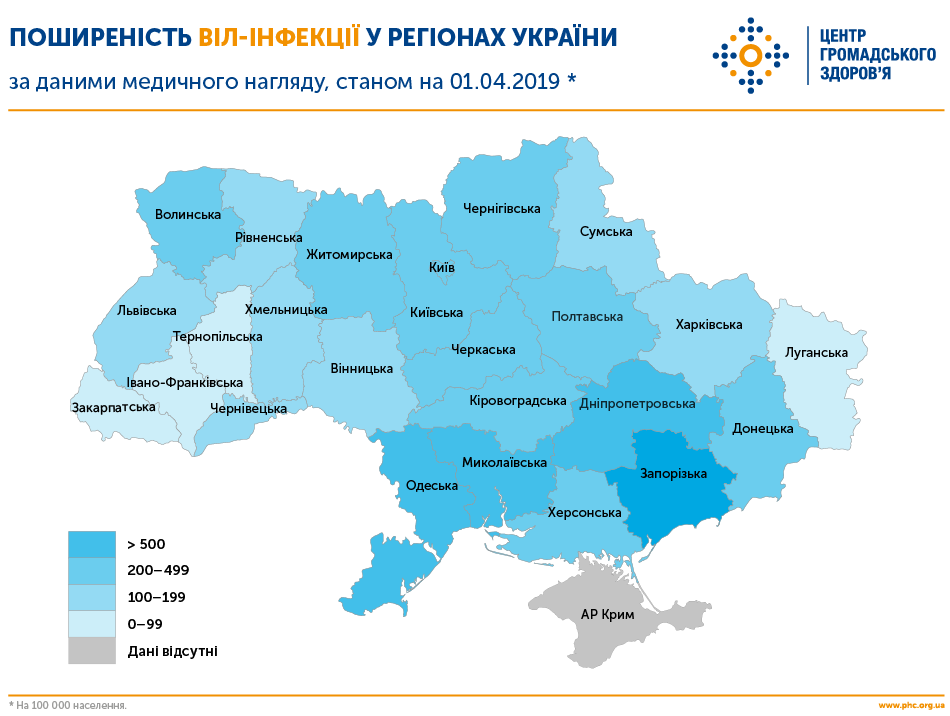 ПОШИРЕНІСТЬ ВІЛ-ІНФЕКЦІЇ У РЕГІОНАХ УКРАЇНИ
за даними медичного нагляду, станом на 01.04.2019 *
ЦЕНТР
ГРОМАДСЬКОГО
ЗДОРОВ'Я
Волинська
Рівненська
Житомирська
Київ
Чернігівська
Сумська
Львівська
Тернопільська
Хмельницька
Київська
Полтавська
Харківська
Черкаська
Луганська
Вінницька
Івано-Франківська
Закарпатська
Чернівецька
Кіровоградська
Дніпропетровська
Донецька
Миколаївська
Запорізька
Одеська
Херсонська
АР Крим
> 500
200–499
100–199
0–99
Дані відсутні
* На 100 000 населення.
www.phc.org.ua